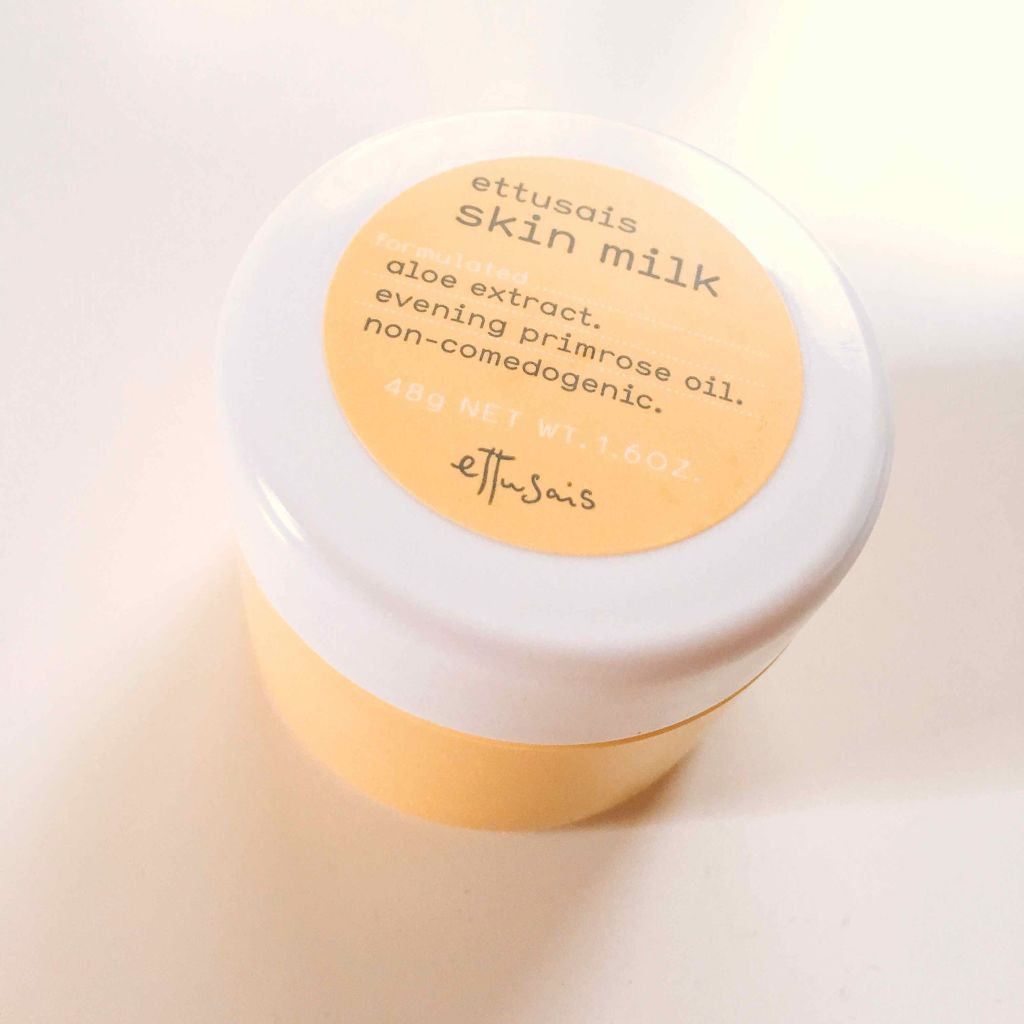 ettusais
skin milk
formulated
aloe extract.
evening primrose oil.
non-comedogenic.
48g NET WT.1.6OZ.
ettusais